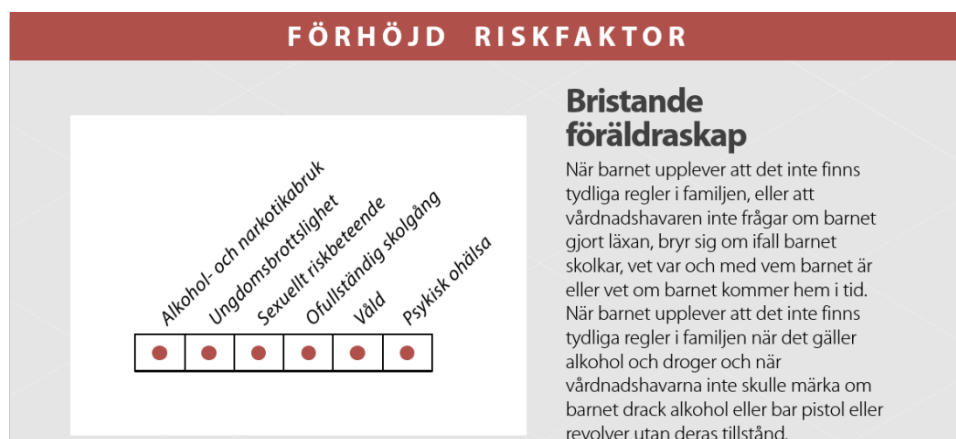 FÖRHÖJD RISKFAKTOR
Alkohol- och narkotikabruk
Ungdomsbrottslighet
Sexuellt riskbeteende
Ofullständig skolgång
Våld
Psykisk ohälsa
Bristande
föräldraskap
När barnet upplever att det inte finns
tydliga regler i familjen, eller att
vårdnadshavaren inte frågar om barnet
gjort läxan, bryr sig om ifall barnet
skolkar, vet var och med vem barnet är
eller vet om barnet kommer hem i tid.
När barnet upplever att det inte finns
tydliga regler i familjen när det gäller
alkohol och droger och när
vårdnadshavarna inte skulle märka om
barnet drack alkohol eller bar pistol eller
revolver utan deras tillstånd.